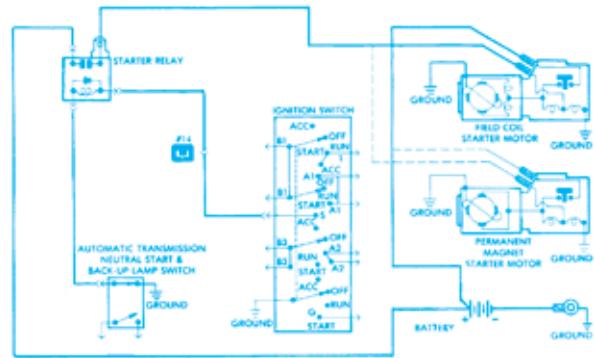 STARTER RELAY
GROUND
FIELD COIL
STARTER MOTOR
GROUND
IGNITION SWITCH
ACC
B1
OFF
START
RUN
ACC
A1
OFF
B1
RUN
START
A1
S
ACC
B3
OFF
A2
RUN
B3
START
A2
ACC
OFF
RUN
G
START
GROUND
#14
GROUND
PERMANENT
MAGNET
STARTER MOTOR
GROUND
AUTOMATIC TRANSMISSION
NEUTRAL START &
BACK-UP LAMP SWITCH
GROUND
BATTERY
+
-
GROUND